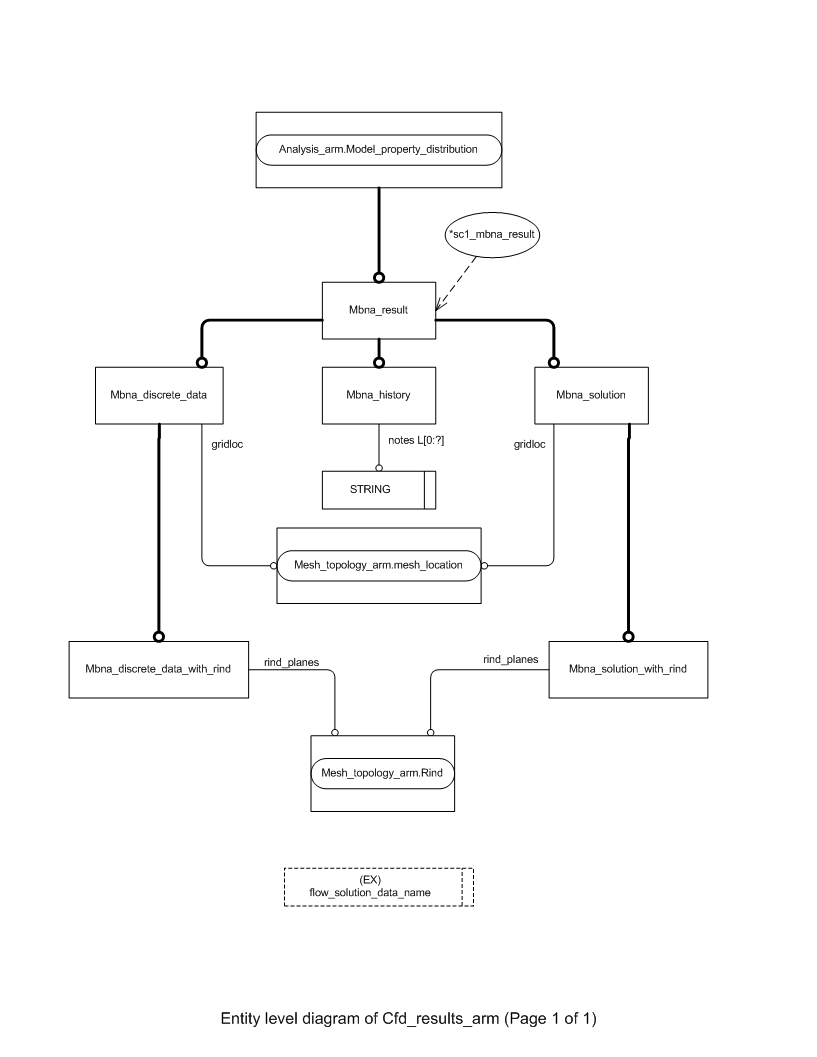 Analysis_arm.Model_property_distribution
*sc1_mbna_result
Mbna_result
Mbna_discrete_data
Mbna_history
Mbna_solution
gridloc
notes L[0:?]
gridloc
STRING
Mesh_topology_arm.mesh_location
Mbna_discrete_data_with_rind
rind_planes
rind_planes
Mbna_solution_with_rind
Mesh_topology_arm.Rind
(EX)
flow_solution_data_name
Entity level diagram of Cfd_results_arm (Page 1 of 1)